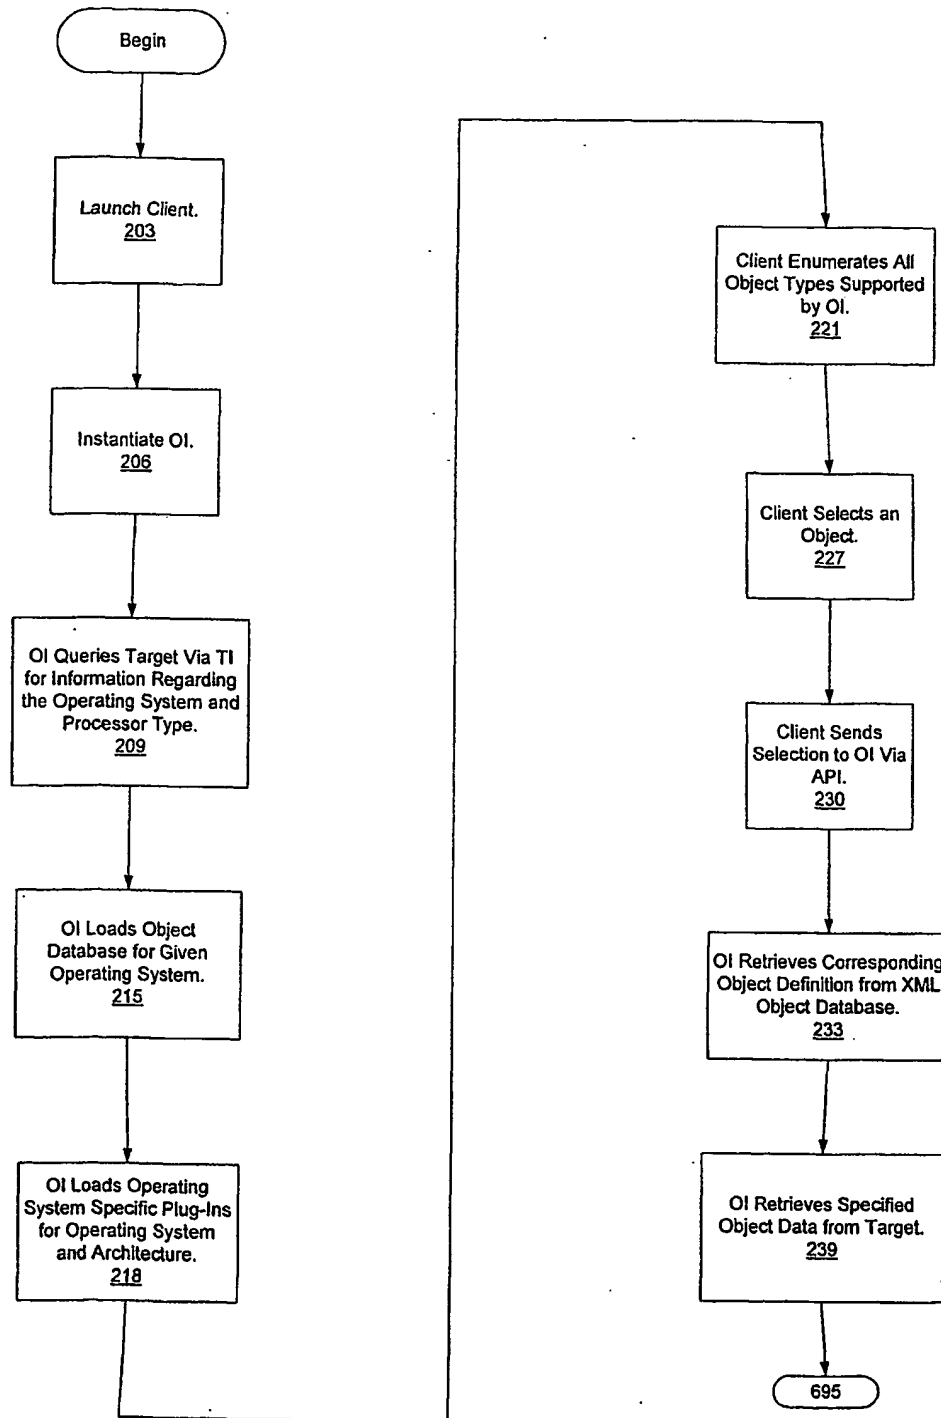 Begin
Launch Client.
203
Instantiate OI.
206
OI Queries Target Via TI
for Information Regarding
the Operating System and
Processor Type.
209
OI Loads Object
Database for Given
Operating System.
215
OI Loads Operating
System Specific Plug-Ins
for Operating System
and Architecture.
218
Client Enumerates All
Object Types Supported
by OI.
221
Client Selects an
Object.
227
Client Sends
Selection to OI Via
API.
230
OI Retrieves Corresponding
Object Definition from XML
Object Database.
233
OI Retrieves Specified
Object Data from Target.
239
695